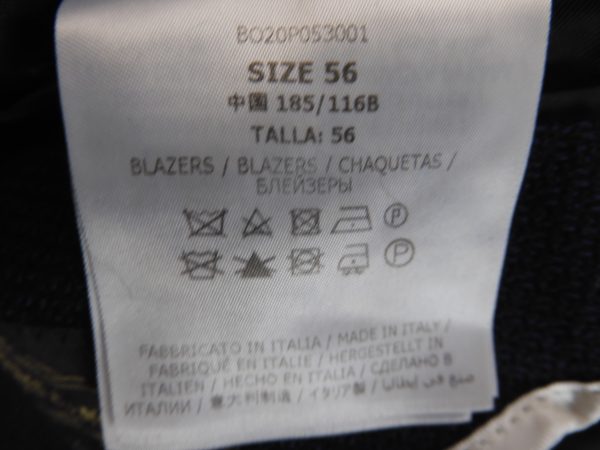 BO20P053001
SIZE 56
中国 185/116B
TALLA: 56
BLAZERS / BLAZERS / CHAQUETAS /
БЛЕЙЗЕРЫ
P
P
FABBRICATO IN ITALIA / MADE IN ITALY /
FABRIQUÉ EN ITALIE / HERGESTELLT IN
ITALIEN / HECHO EN ITALIA / СДЕЛАНО В
ИТАЛИИ / 意大利制造 / イタリア製 / صنع في إيطاليا